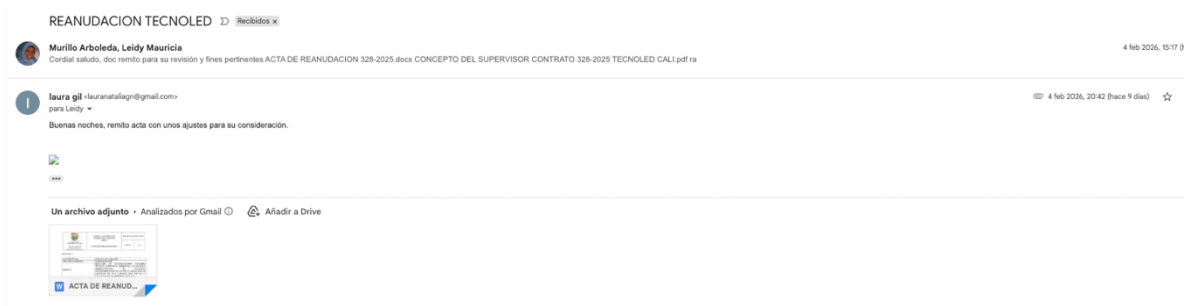 REANUDACION TECNOLED Recibidos x
Murillo Arboleda, Leidy Mauricia
4 feb 2026, 15:17
Cordial saludo, doc remito para su revisión y fines pertinentes ACTA DE REANUDACION 328-2025.docx CONCEPTO DEL SUPERVISOR CONTRATO 328-2025 TECNOLED CALI.pdf ra
laura gil <lauranataliagn@gmail.com>
4 feb 2026, 20:42 (hace 9 días)
para Leidy
Buenas noches, remito acta con unos ajustes para su consideración.
Un archivo adjunto • Analizados por Gmail
Añadir a Drive
W ACTA DE REANUD...